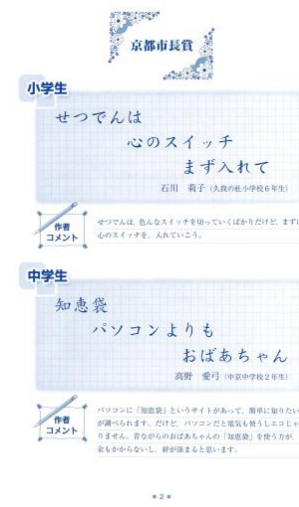 京都市長賞
小学生
せつでんは
心のスイッチ
まず入れて
石川 莉子（久我の杜小学校6年生）
作者
コメント
せつでんは、色んなスイッチを切っていくばかりだけど、まずは
心のスイッチを、入れていこう。
中学生
知恵袋
パソコンよりも
おばあちゃん
高野 愛弓（中京中学校2年生）
作者
コメント
パソコンに「知恵袋」というサイトがあって、簡単に知りたい
が調べられます。だけど、パソコンだと電気も使うしエコじゃ
りません。昔ながらのおばあちゃんの「知恵袋」を使う方が、
金もかからないし、絆が深まると思います。
* 2 *